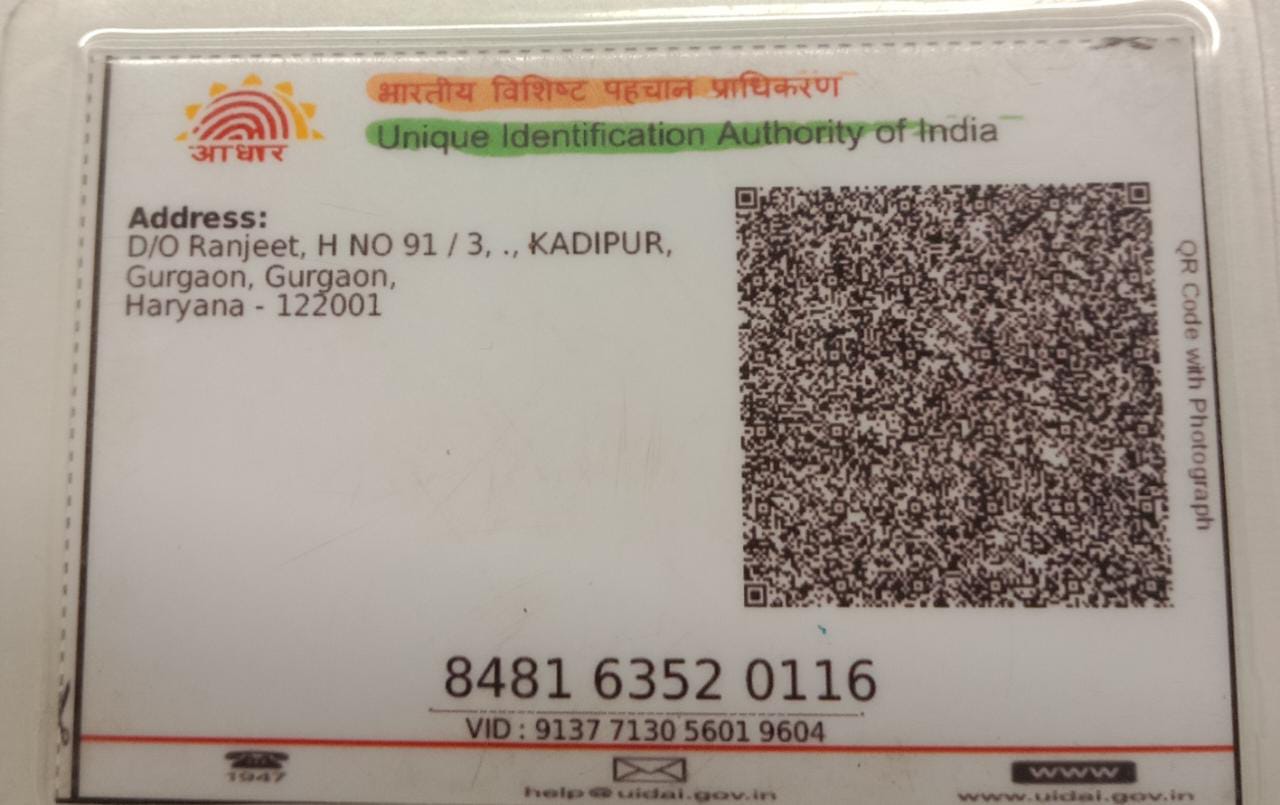 भारतीय विशिष्ट पहचान प्राधिकरण
Unique Identification Authority of India
आधार
Address:
D/O Ranjeet, H NO 91 / 3, ., KADIPUR,
Gurgaon, Gurgaon,
Haryana - 122001
QR Code with Photograph
8481 6352 0116
VID : 9137 7130 5601 9604
1947
help@uidai.gov.in
www
www.uidai.gov.in